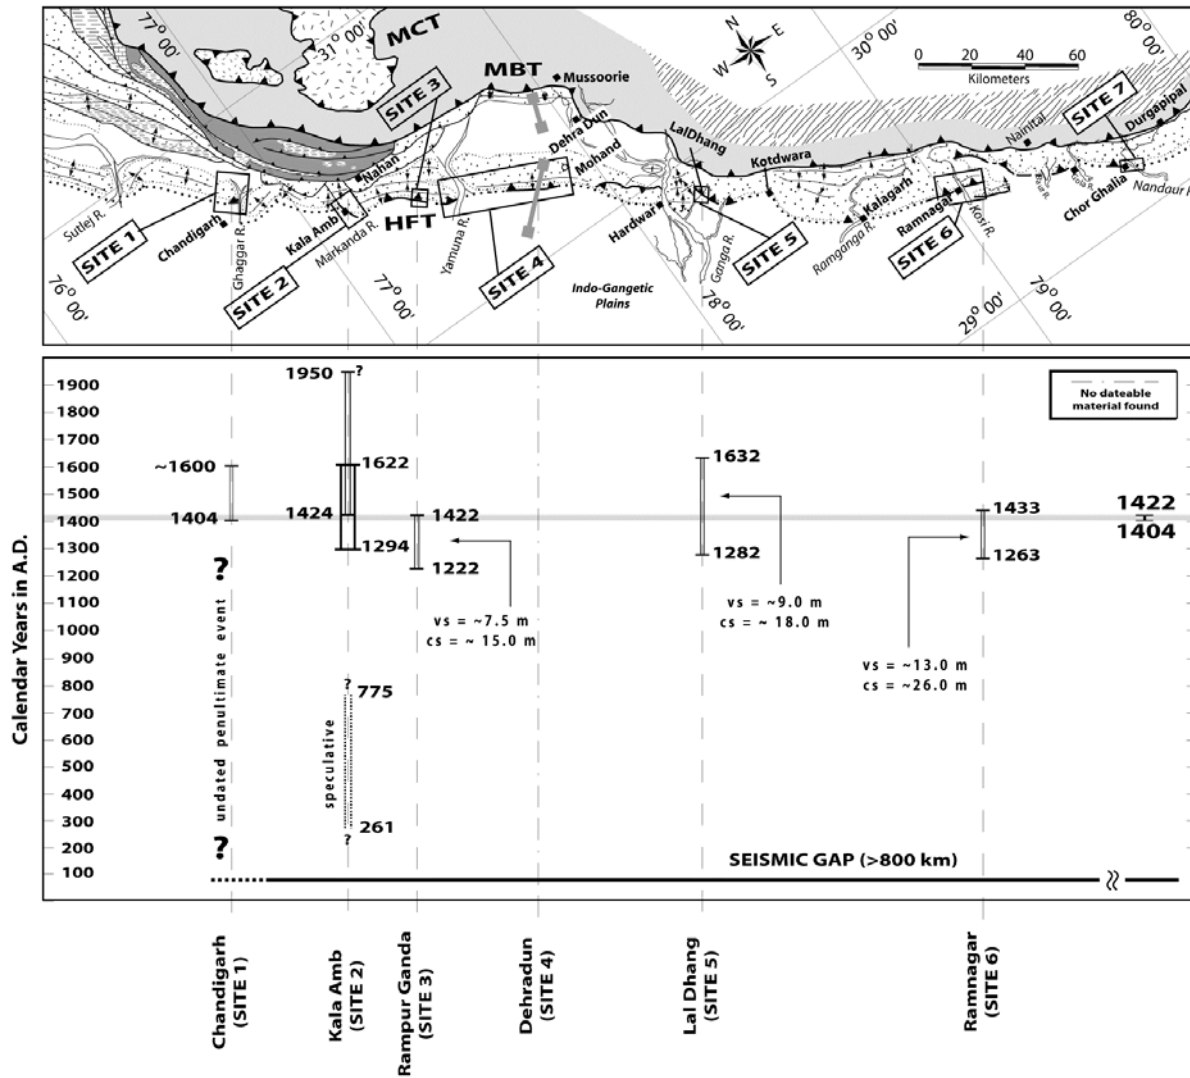 77° 00'
31° 00'
MCT
N
E
W
S
30° 00'
80° 00'
0 20 40 60
Kilometers
MBT
Mussoorie
SITE 3
SITE 7
Durgapipal
Nainital
LalDhang
Dehra Dun
Mohand
Kotdwara
Nahan
Kalagarh
Ramnagar
Chor Ghalia
Nandaur R.
Sutlej R.
SITE 1
Chandigarh
Ghaggar R.
Kala Amb
Markanda R.
HFT
Yamuna R.
Hardwar
Ganga R.
SITE 5
Ramganga R.
SITE 6
Kosi R.
SITE 2
SITE 4
Indo-Gangetic
Plains
76° 00'
77° 00'
78° 00'
29° 00'
79° 00'
Calendar Years in A.D.
1900
1800
1700
1600
1500
1400
1300
1200
1100
1000
900
800
700
600
500
400
300
200
100
No dateable
material found
1950 ?
~1600
1622
1632
1404
1424
1422
1433
1422
1404
1294
1222
1282
1263
vs = ~7.5 m
cs = ~ 15.0 m
vs = ~9.0 m
cs = ~ 18.0 m
vs = ~13.0 m
cs = ~26.0 m
?
undated penultimate event
?
?
775
speculative
261
?
SEISMIC GAP (>800 km)
Chandigarh
(SITE 1)
Kala Amb
(SITE 2)
Rampur Ganda
(SITE 3)
Dehradun
(SITE 4)
Lal Dhang
(SITE 5)
Ramnagar
(SITE 6)